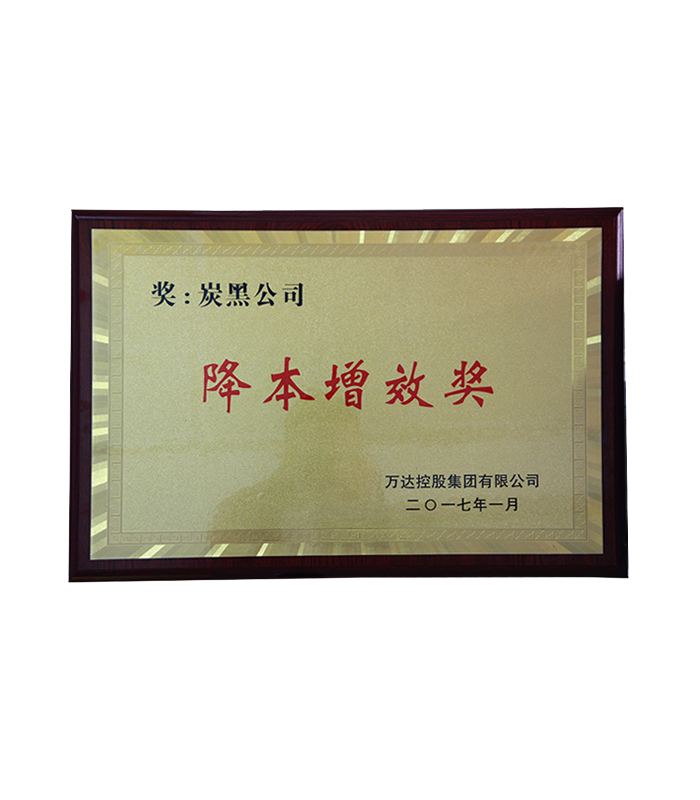 奖:炭黑公司
降本增效奖
万达控股集团有限公司
二〇一七年一月